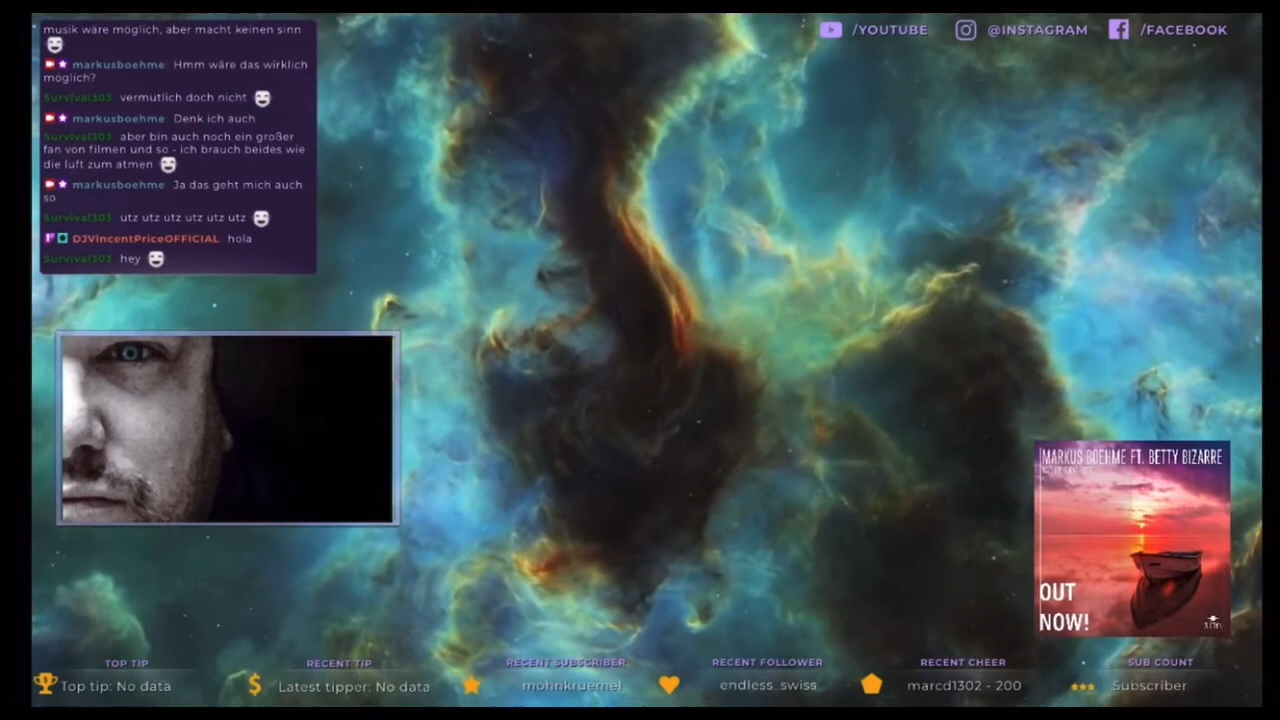 musik wäre möglich, aber macht keinen sinn
markusboehme Hmm wäre das wirklich
möglich?
Survival303 vermutlich doch nicht
markusboehme Denk ich auch
Survival303 aber bin auch noch ein großer
fan von filmen und so - ich brauch beides wie
die luft zum atmen
markusboehme Ja das geht mich auch
so
Survival303 utz utz utz utz utz utz
DJVincentPriceOFFICIAL hola
Survival303 hey
/YOUTUBE @INSTAGRAM /FACEBOOK
MARKUS BOEHME FT. BETTY BIZARRE
OUT
NOW!
TOP TIP RECENT TIP RECENT SUBSCRIBER RECENT FOLLOWER RECENT CHEER SUB COUNT
Top tip: No data Latest tipper: No data mohnkruemel endless_swiss marcd1302 - 200 Subscriber